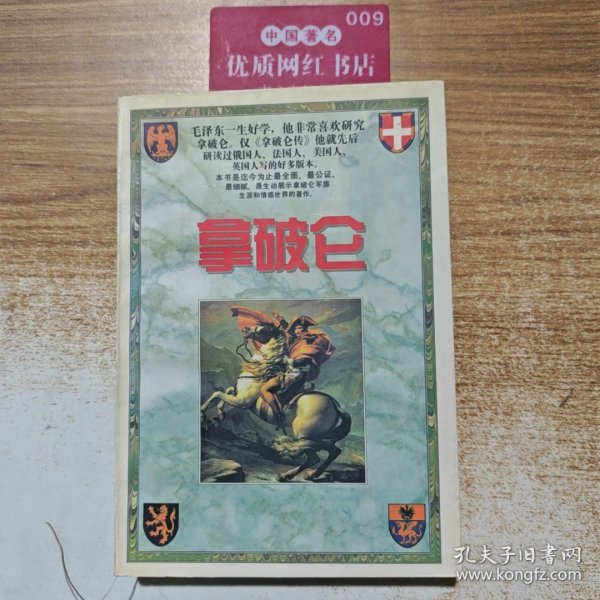 009
中国著名
优质网红书店
毛泽东一生好学，他非常喜欢研究
拿破仑。仅《拿破仑传》他就先后
研读过俄国人、法国人、美国人、
英国人写的好多版本。
本书是迄今为止最全面、最公证、
最细腻、最生动展示拿破仑军旅
生涯和情感世界的著作。
拿破仑
孔夫子旧书网
www.kongfz.com